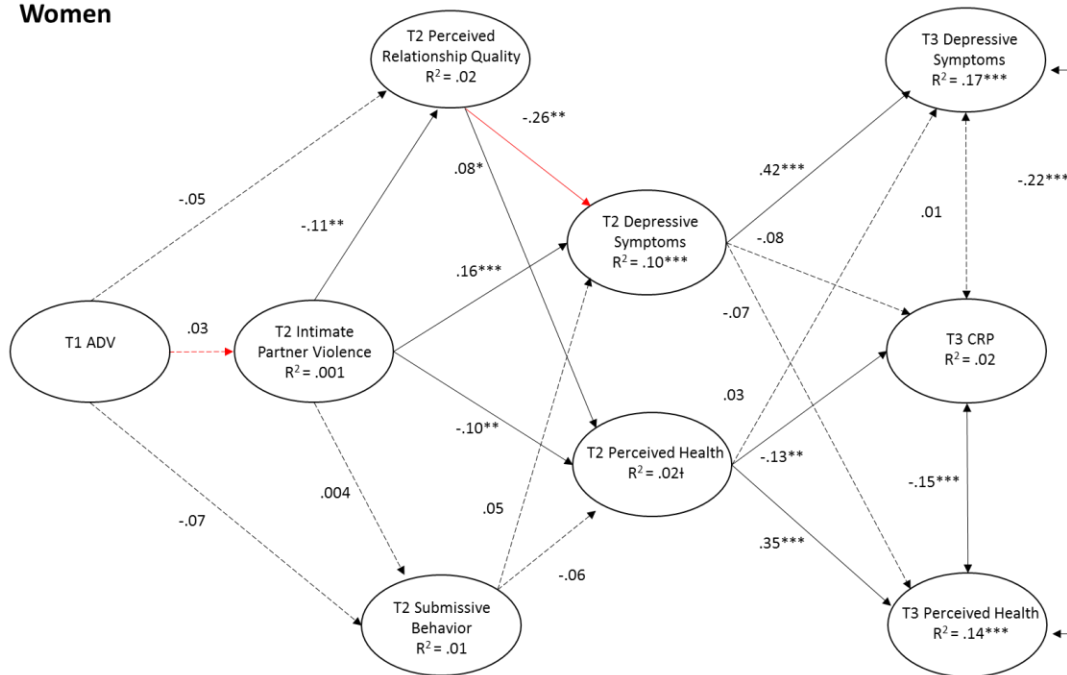 Women
T2 Perceived
Relationship Quality
R² = .02
T3 Depressive
Symptoms
R² = .17***
-.26**
.08*
.42***
-.22***
-.05
-.11**
.01
T2 Depressive
Symptoms
R² = .10***
-.08
.16***
-.07
T1 ADV
.03
T2 Intimate
Partner Violence
R² = .001
T3 CRP
R² = .02
.03
-.10**
T2 Perceived Health
R² = .02ƚ
-.13**
-.15***
.004
.05
-.07
-.06
.35***
T2 Submissive
Behavior
R² = .01
T3 Perceived Health
R² = .14***